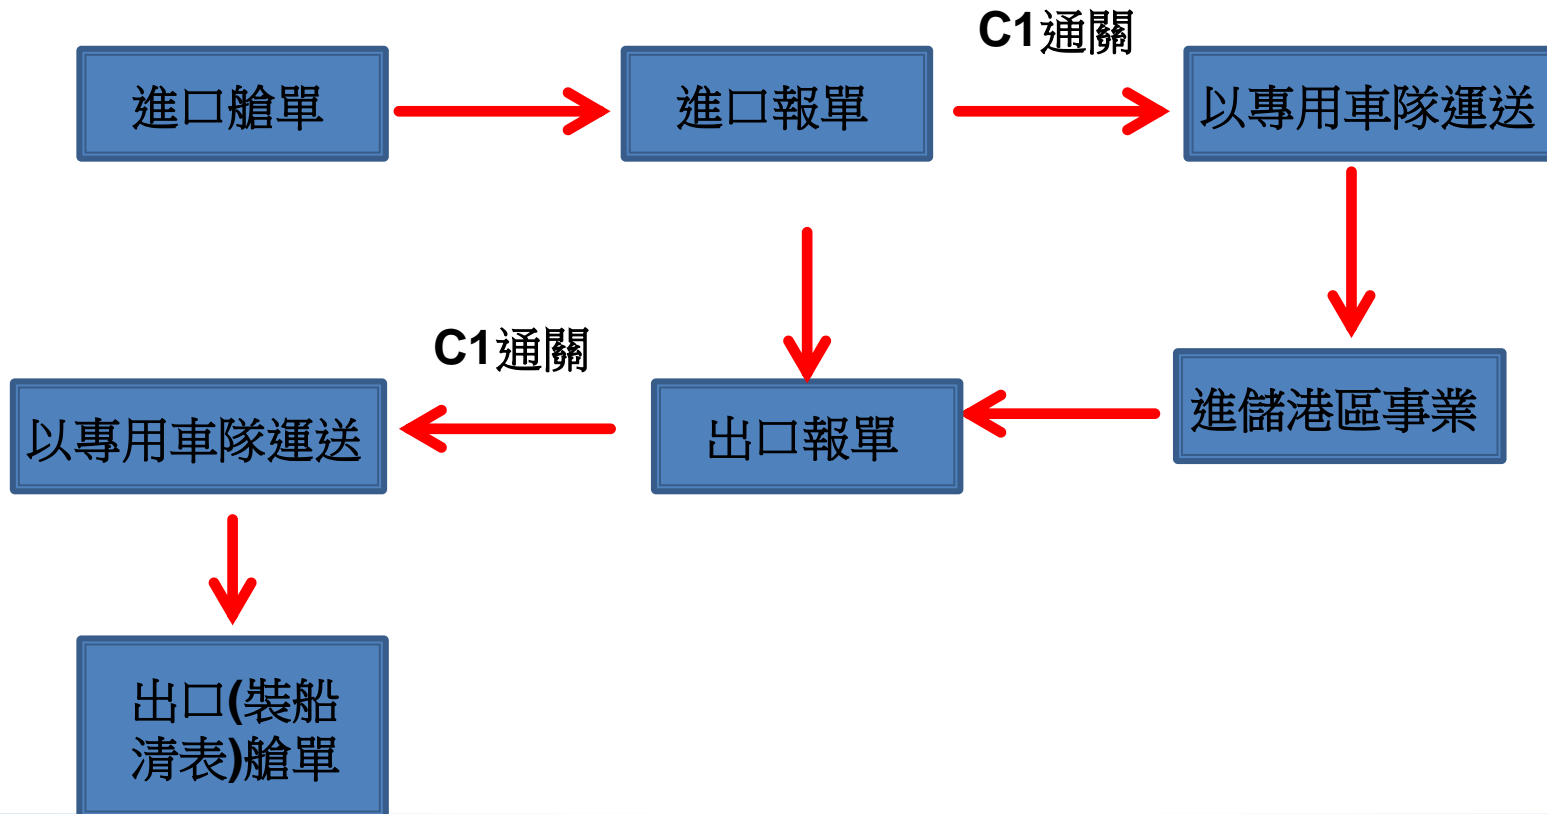 C1通關
進口艙單
進口報單
以專用車隊運送
C1通關
以專用車隊運送
出口報單
進儲港區事業
出口(裝船
清表)艙單